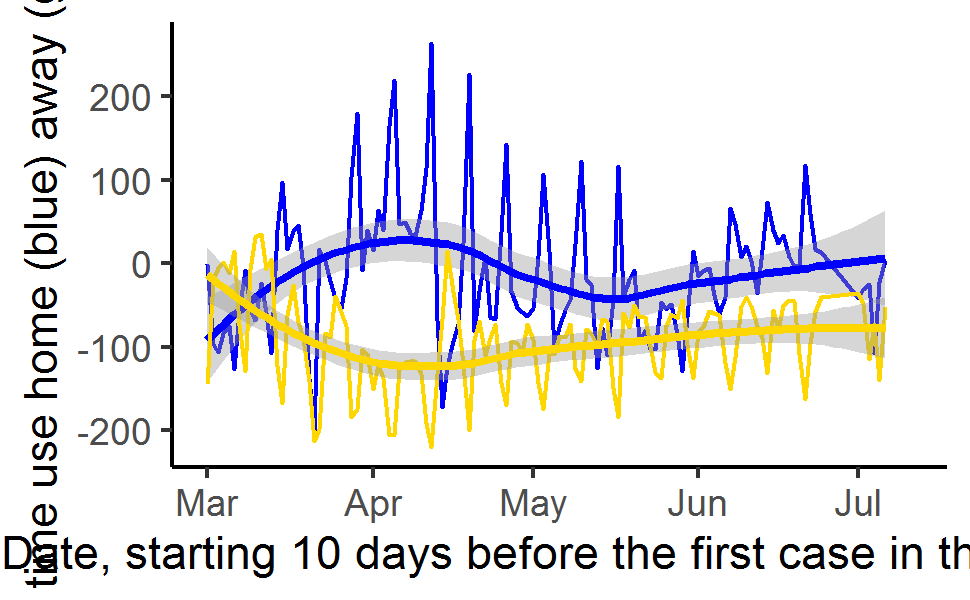 time use home (blue) away (
200
100
0
-100
-200
Mar Apr May Jun Jul
Date, starting 10 days before the first case in th